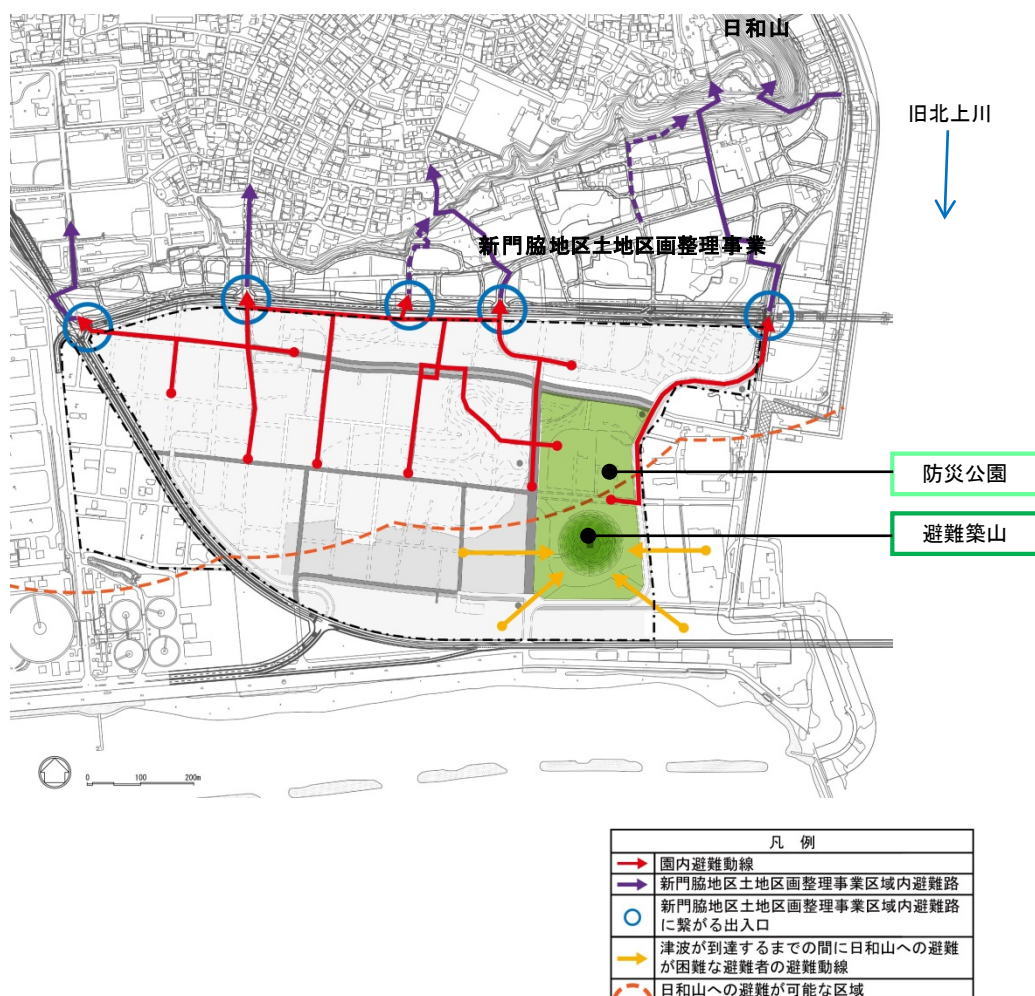 日和山
旧北上川
新門脇地区土地区画整理事業
防災公園
避難築山
0 100 200m
凡 例
園内避難動線
新門脇地区土地区画整理事業区域内避難路
新門脇地区土地区画整理事業区域内避難路
に繋がる出入口
津波が到達するまでの間に日和山への避難
が困難な避難者の避難動線
日和山への避難が可能な区域